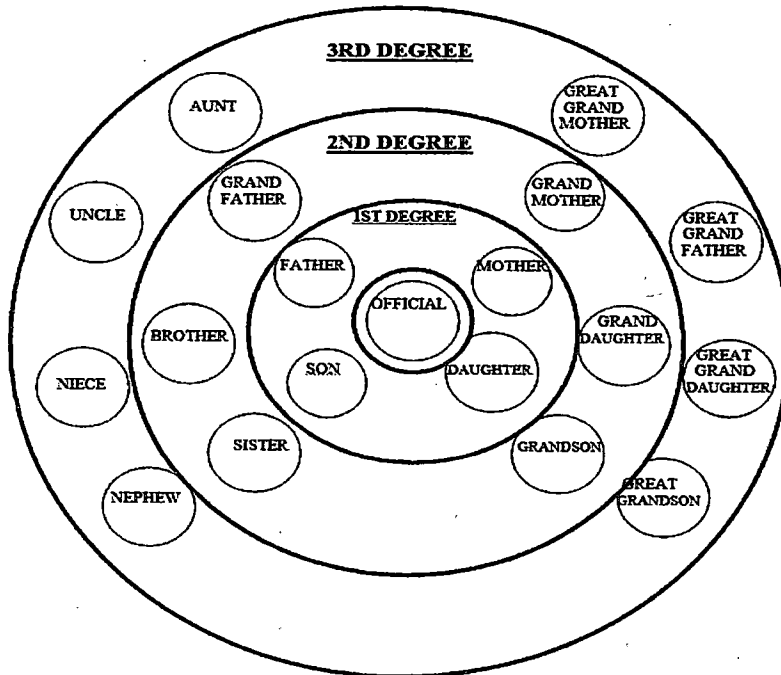 3RD DEGREE
AUNT
GREAT
GRAND
MOTHER
2ND DEGREE
GRAND
FATHER
GRAND
MOTHER
UNCLE
1ST DEGREE
GREAT
GRAND
FATHER
FATHER
MOTHER
OFFICIAL
BROTHER
GRAND
DAUGHTER
SON
DAUGHTER
NIECE
GREAT
GRAND
DAUGHTER
SISTER
GRANDSON
NEPHEW
GREAT
GRANDSON